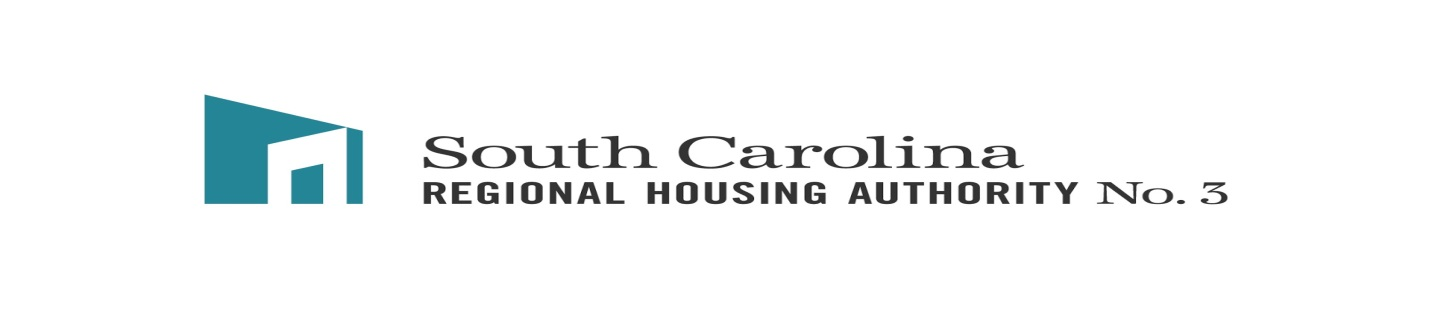 South Carolina
REGIONAL HOUSING AUTHORITY No. 3